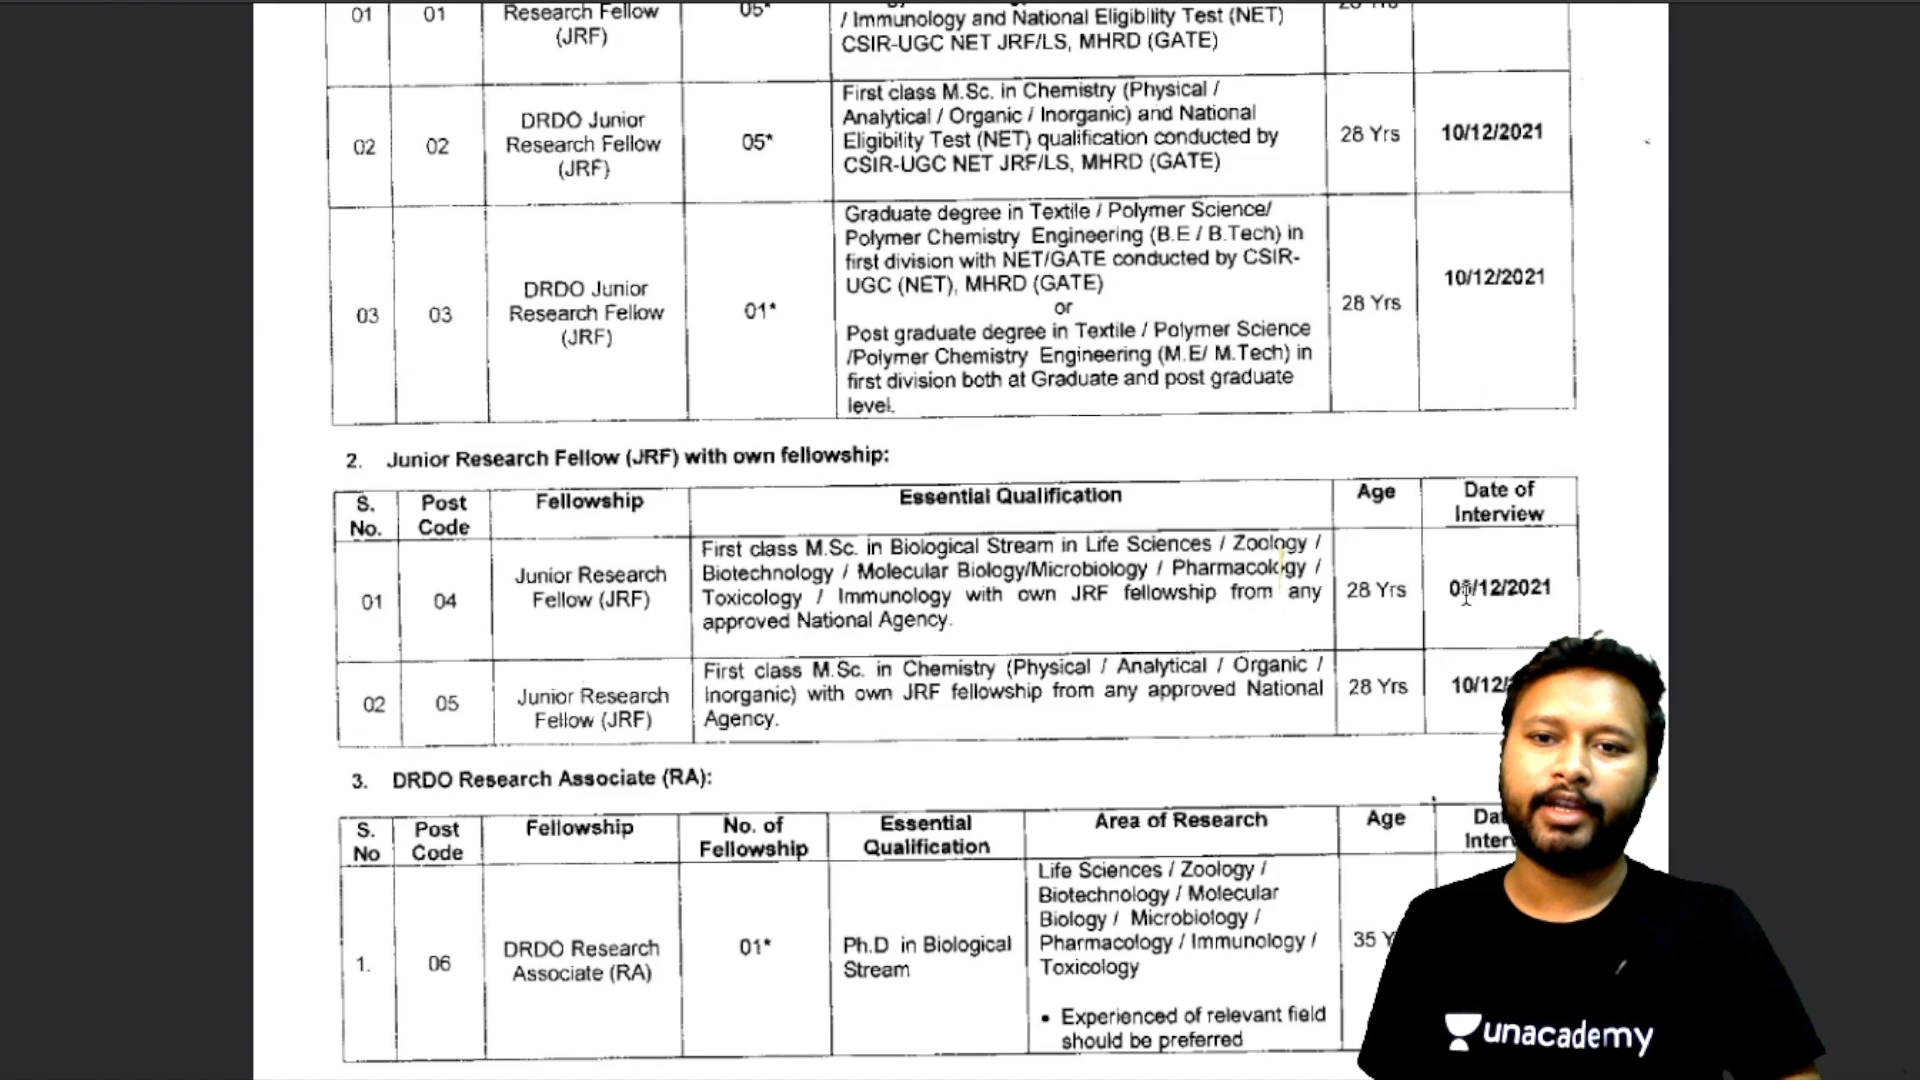 01 01 Research Fellow 05* / Immunology and National Eligibility Test (NET)
(JRF) CSIR-UGC NET JRF/LS, MHRD (GATE)
02 02 DRDO Junior Research Fellow (JRF) 05* First class M.Sc. in Chemistry (Physical /
Analytical / Organic / Inorganic) and National
Eligibility Test (NET) qualification conducted by
CSIR-UGC NET JRF/LS, MHRD (GATE)
28 Yrs 10/12/2021
03 03 DRDO Junior Research Fellow (JRF) 01* Graduate degree in Textile / Polymer Science/
Polymer Chemistry Engineering (B.E / B.Tech) in
first division with NET/GATE conducted by CSIR-
UGC (NET), MHRD (GATE)
or
Post graduate degree in Textile / Polymer Science
/Polymer Chemistry Engineering (M.E/ M.Tech) in
first division both at Graduate and post graduate
level.
28 Yrs 10/12/2021
2. Junior Research Fellow (JRF) with own fellowship:
S. No. Post Code Fellowship Essential Qualification Age Date of Interview
01 04 Junior Research Fellow (JRF) First class M.Sc. in Biological Stream in Life Sciences / Zoology /
Biotechnology / Molecular Biology/Microbiology / Pharmacology /
Toxicology / Immunology with own JRF fellowship from any
approved National Agency.
28 Yrs /12/2021
02 05 Junior Research Fellow (JRF) First class M.Sc. in Chemistry (Physical / Analytical / Organic /
Inorganic) with own JRF fellowship from any approved National
Agency.
28 Yrs 10/12/
3. DRDO Research Associate (RA):
S. No Post Code Fellowship No. of Fellowship Essential Qualification Area of Research Age
1. 06 DRDO Research Associate (RA) 01* Ph.D in Biological Stream Life Sciences / Zoology /
Biotechnology / Molecular
Biology / Microbiology /
Pharmacology / Immunology /
Toxicology
• Experienced of relevant field
should be preferred
35
unacademy